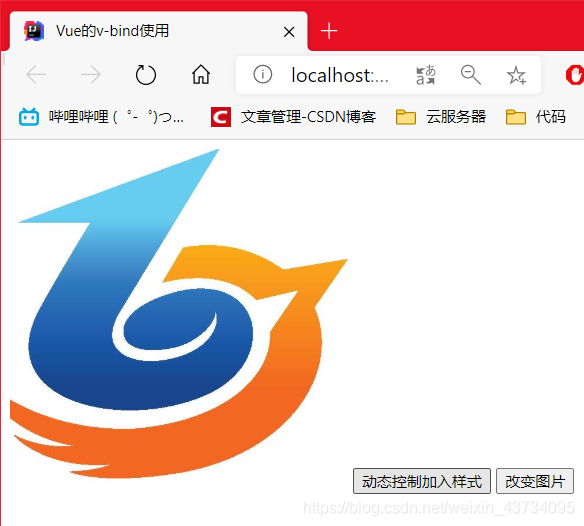 Vue的v-bind使用
localhost:...
哔哩哔哩 (゜-゜)つ... 文章管理-CSDN博客 云服务器 代码
动态控制加入样式 改变图片
https://blog.csdn.net/weixin_43734095